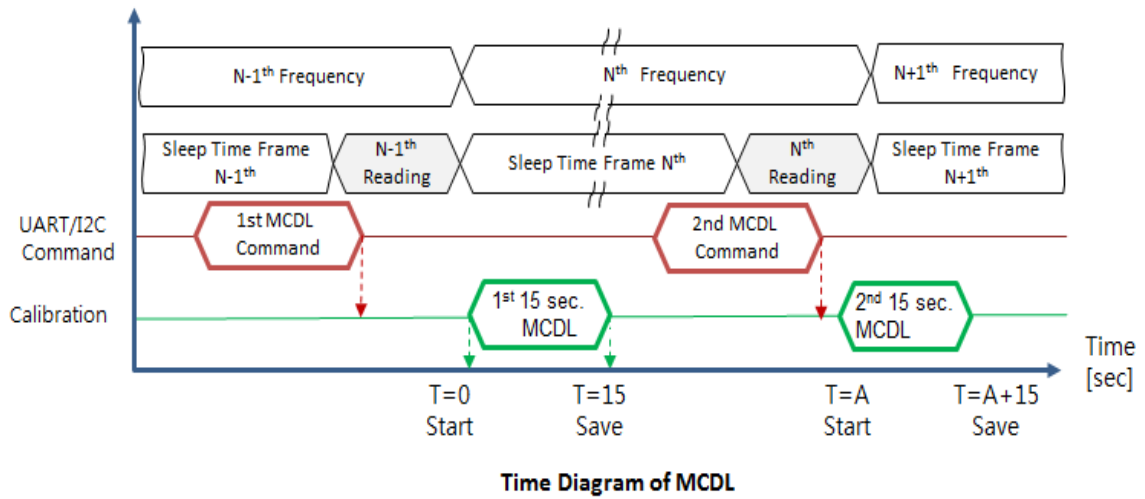 N-1th Frequency
Nth Frequency
N+1th Frequency
Sleep Time Frame
N-1th
N-1th
Reading
Sleep Time Frame Nth
Nth
Reading
Sleep Time Frame
N+1th
UART/I2C
Command
1st MCDL
Command
2nd MCDL
Command
Calibration
1st 15 sec.
MCDL
2nd 15 sec.
MCDL
Time
[sec]
T=0
Start
T=15
Save
T=A
Start
T=A+15
Save
Time Diagram of MCDL